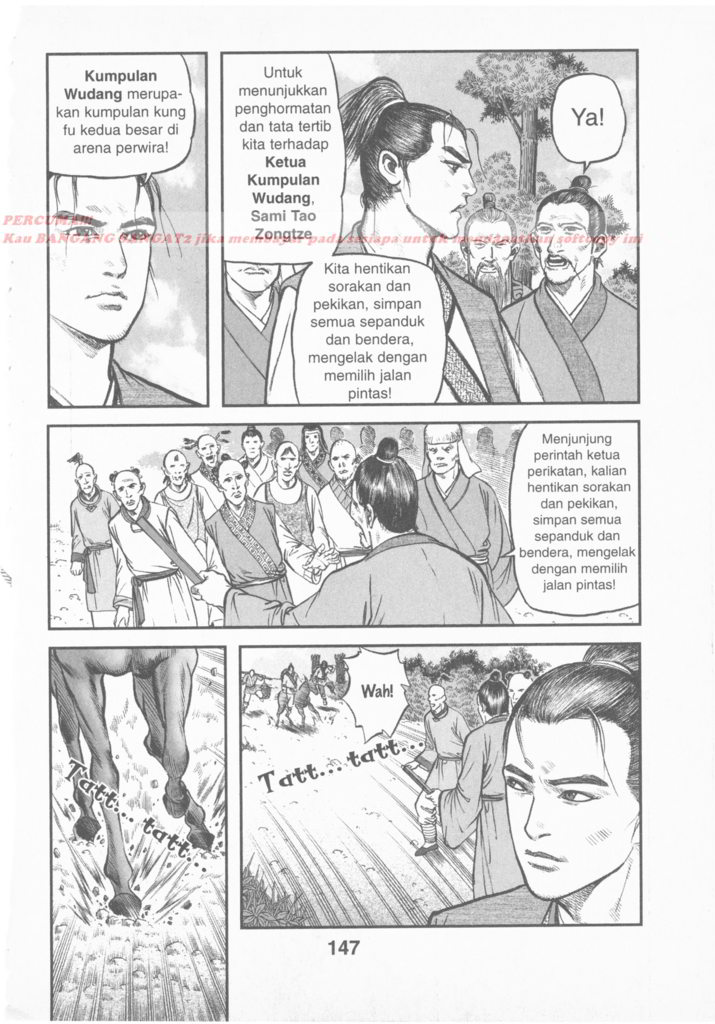 Kumpulan
Wudang merupa-
kan kumpulan kung
fu kedua besar di
arena perwira!
Untuk
menunjukkan
penghormatan
dan tata tertib
kita terhadap
Ketua
Kumpulan
Wudang,
Sami Tao
Zongtze
Ya!
PERCUMA!!!
Kau BANGANG SANGAT2 jika membayar pada sesiapa untuk mendapatkan softcopy ini
Kita hentikan
sorakan dan
pekikan, simpan
semua sepanduk
dan bendera,
mengelak dengan
memilih jalan
pintas!
Menjunjung
perintah ketua
perikatan, kalian
hentikan sorakan
dan pekikan,
simpan semua
sepanduk dan
bendera, mengelak
dengan memilih
jalan pintas!
Tatt... tatt...
Wah!
Tatt... tatt...
147